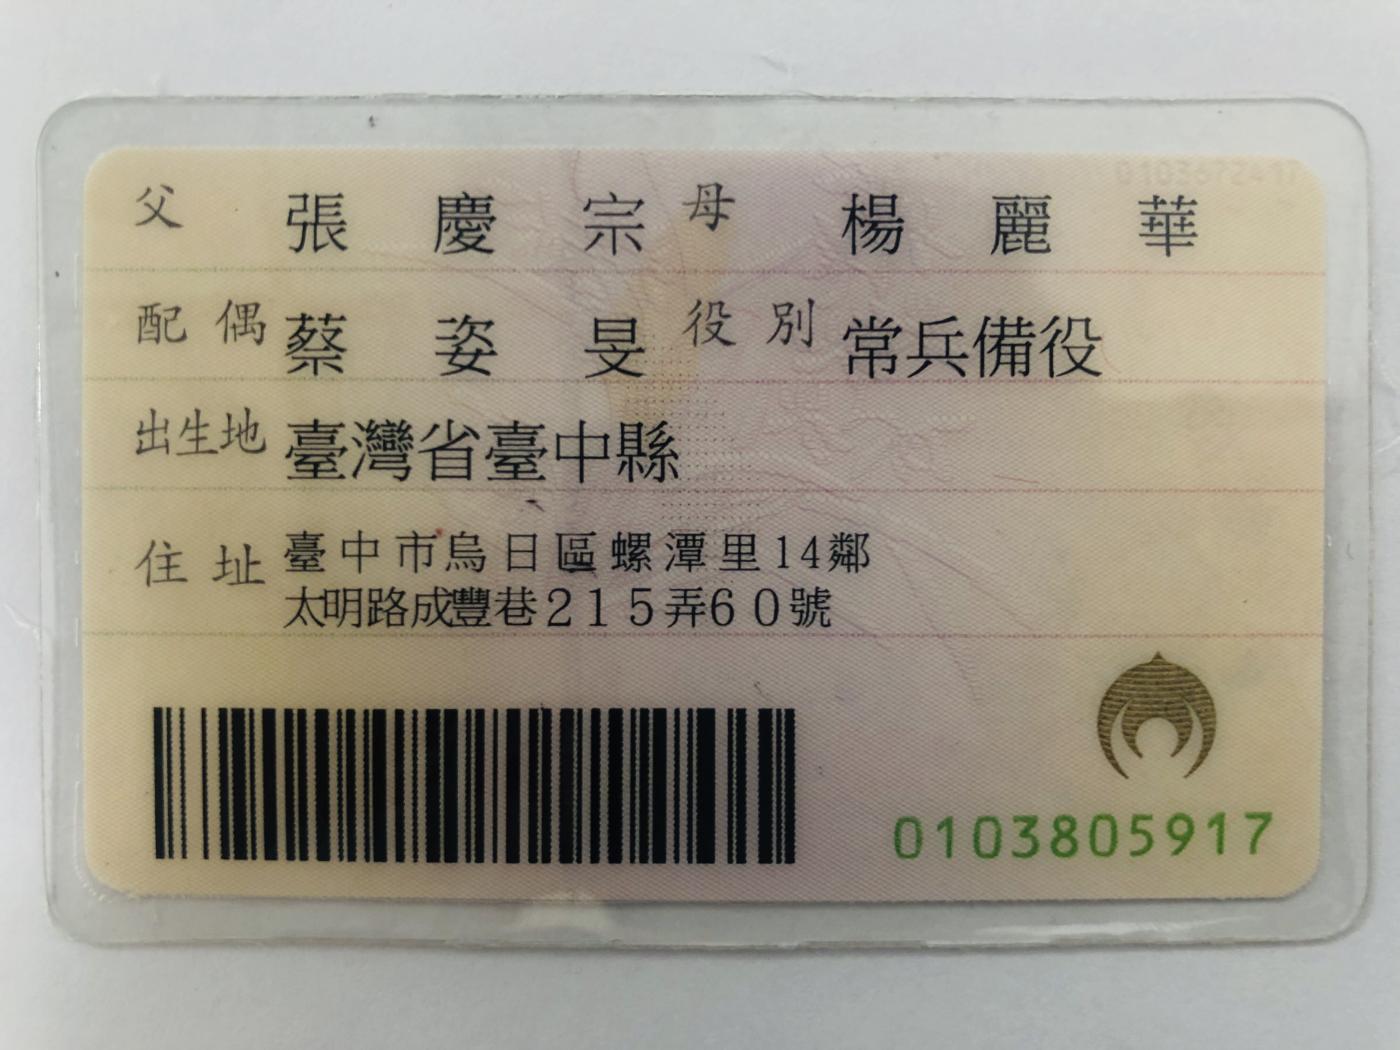 父 張慶宗 母 楊麗華
配偶 蔡姿旻 役別 常兵備役
出生地 臺灣省臺中縣
住址 臺中市烏日區螺潭里14鄰
太明路成豐巷215弄60號
0103805917